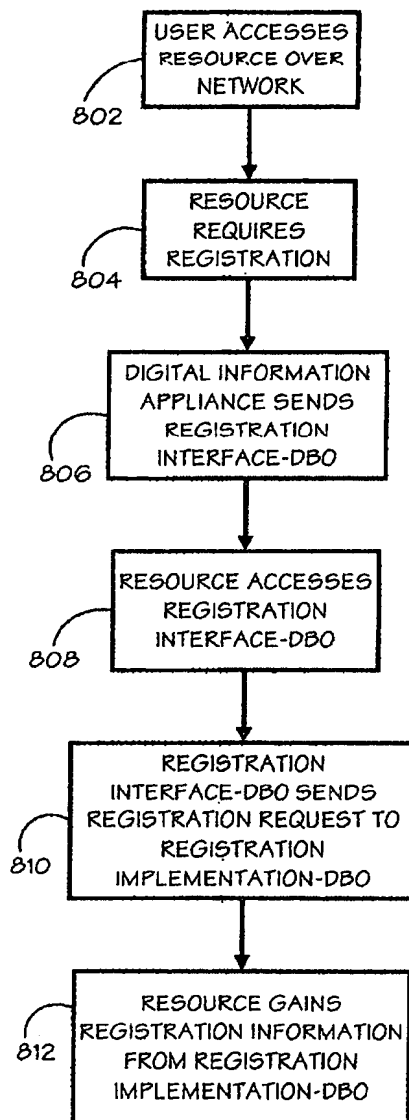 USER ACCESSES
RESOURCE OVER
NETWORK
802
RESOURCE
REQUIRES
REGISTRATION
804
DIGITAL INFORMATION
APPLIANCE SENDS
REGISTRATION
INTERFACE-DBO
806
RESOURCE ACCESSES
REGISTRATION
INTERFACE-DBO
808
REGISTRATION
INTERFACE-DBO SENDS
REGISTRATION REQUEST TO
REGISTRATION
IMPLEMENTATION-DBO
810
RESOURCE GAINS
REGISTRATION INFORMATION
FROM REGISTRATION
IMPLEMENTATION-DBO
812